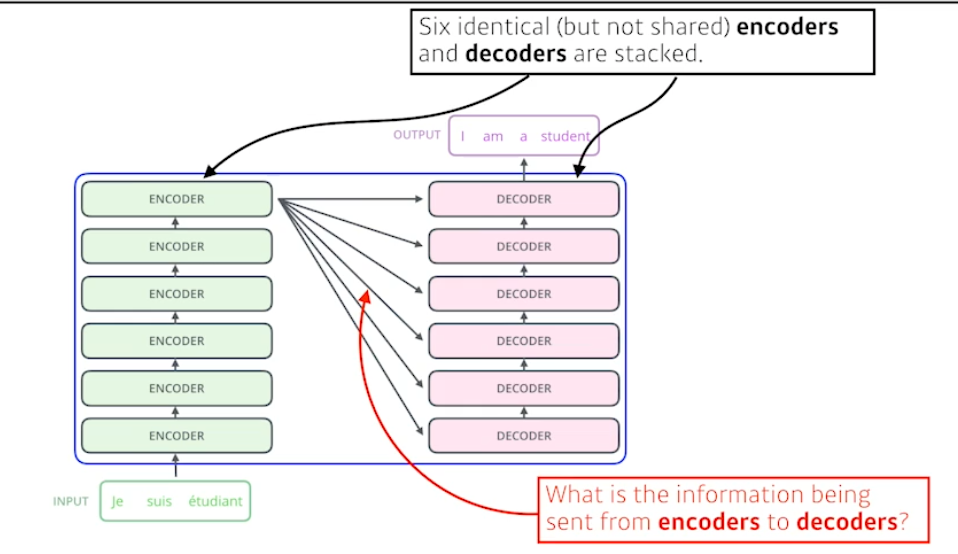 Six identical (but not shared) encoders
and decoders are stacked.
OUTPUT I am a student
ENCODER DECODER
ENCODER DECODER
ENCODER DECODER
ENCODER DECODER
ENCODER DECODER
ENCODER DECODER
INPUT Je suis étudiant
What is the information being
sent from encoders to decoders?